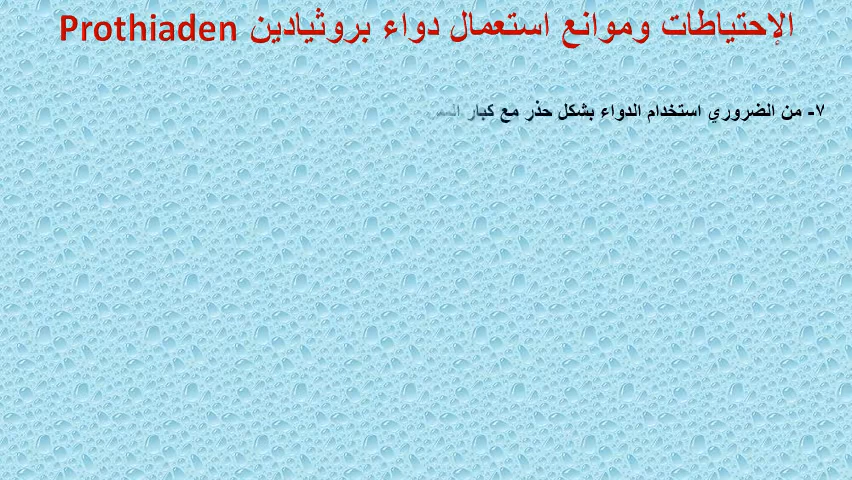 الإحتياطات وموانع استعمال دواء بروثيادين Prothiaden
٧- من الضروري استخدام الدواء بشكل حذر مع كبار